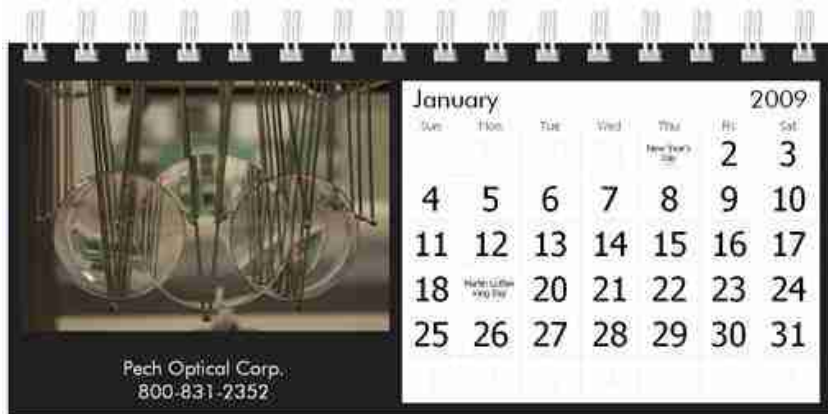 January 2009
Sun Mon Tue Wed Thu Fri Sat
New Year's Day 2 3
4 5 6 7 8 9 10
11 12 13 14 15 16 17
18 Martin Luther King Day 20 21 22 23 24
25 26 27 28 29 30 31
Pech Optical Corp.
800-831-2352